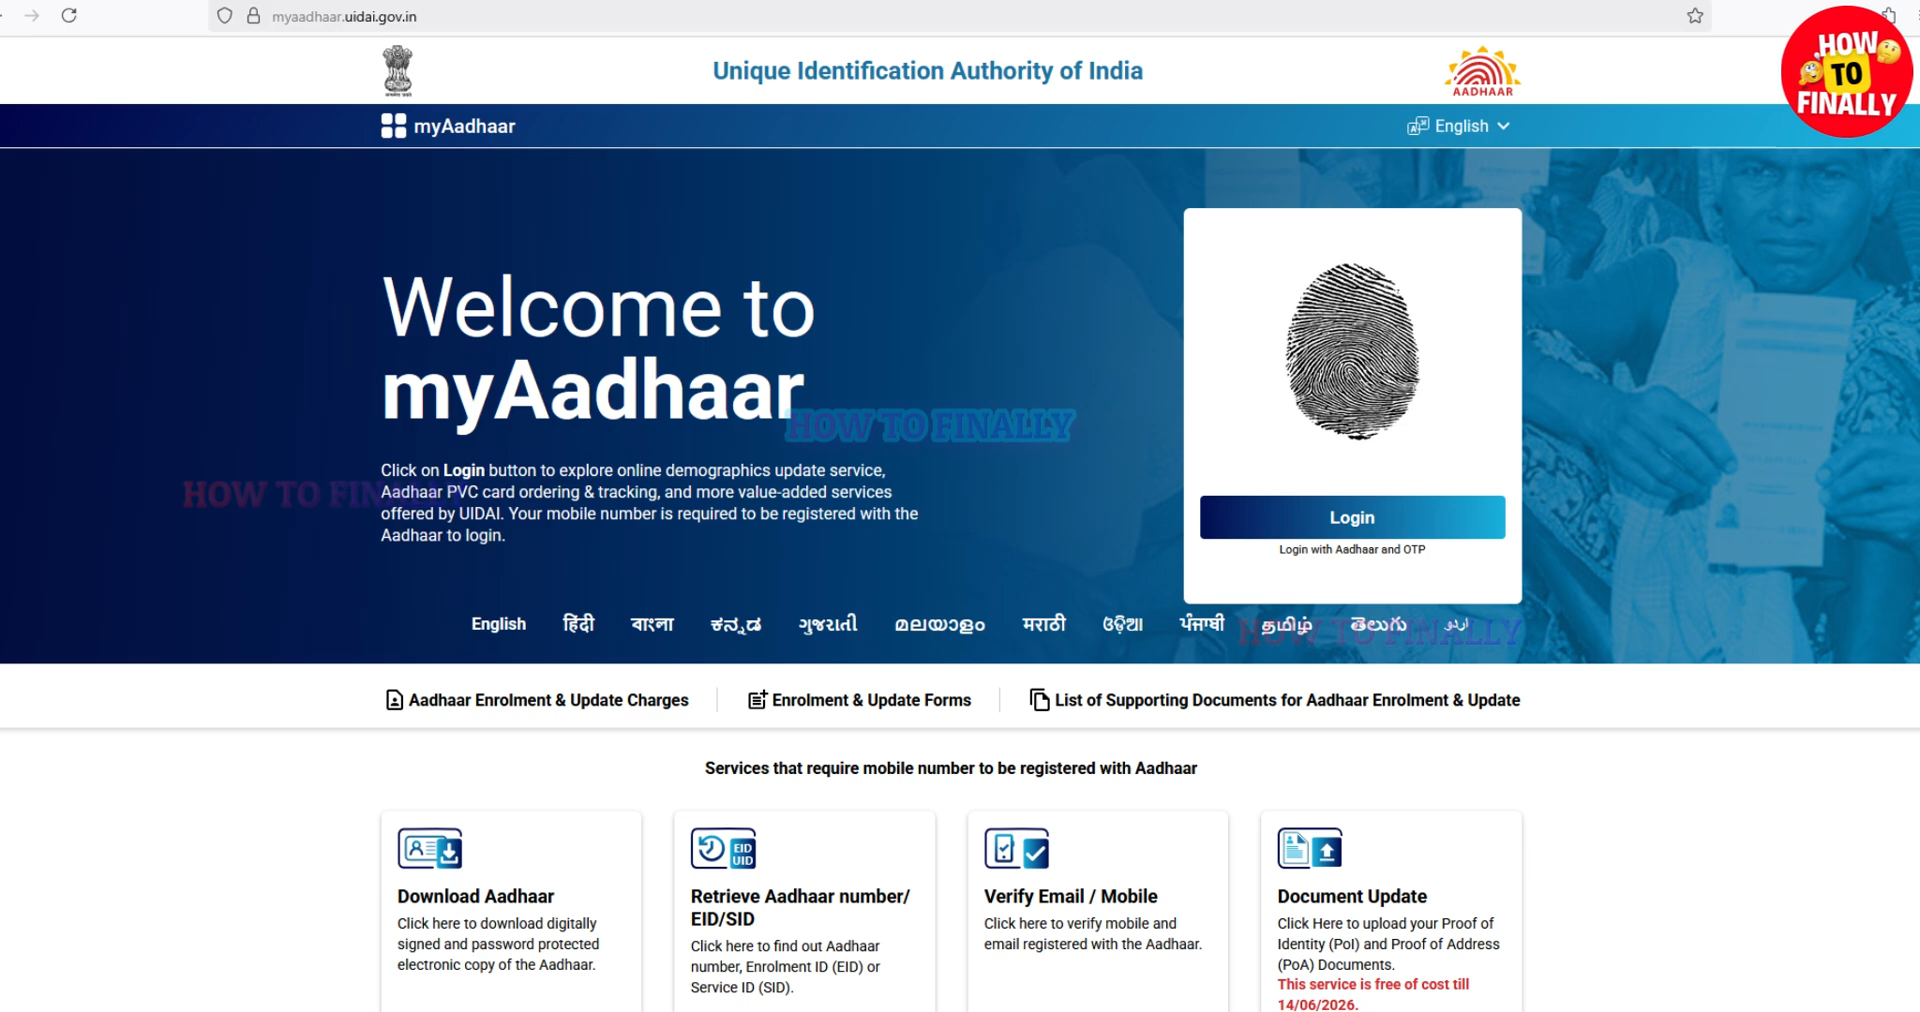 myaadhaar.uidai.gov.in
HOW
TO
FINALLY
Unique Identification Authority of India
AADHAAR
myAadhaar
English
Welcome to
myAadhaar
HOW TO FINALLY
Click on Login button to explore online demographics update service,
Aadhaar PVC card ordering & tracking, and more value-added services
offered by UIDAI. Your mobile number is required to be registered with the
Aadhaar to login.
HOW TO FINALLY
Login
Login with Aadhaar and OTP
English हिंदी বাংলা ಕನ್ನಡ ગુજરાતી മലയാളം मराठी ଓଡ଼ିଆ ਪੰਜਾਬੀ தமிழ் తెలుగు اردو
HOW TO FINALLY
Aadhaar Enrolment & Update Charges
Enrolment & Update Forms
List of Supporting Documents for Aadhaar Enrolment & Update
Services that require mobile number to be registered with Aadhaar
Download Aadhaar
Click here to download digitally
signed and password protected
electronic copy of the Aadhaar.
EID
UID
Retrieve Aadhaar number/
EID/SID
Click here to find out Aadhaar
number, Enrolment ID (EID) or
Service ID (SID).
Verify Email / Mobile
Click here to verify mobile and
email registered with the Aadhaar.
Document Update
Click Here to upload your Proof of
Identity (PoI) and Proof of Address
(PoA) Documents.
This service is free of cost till
14/06/2026.